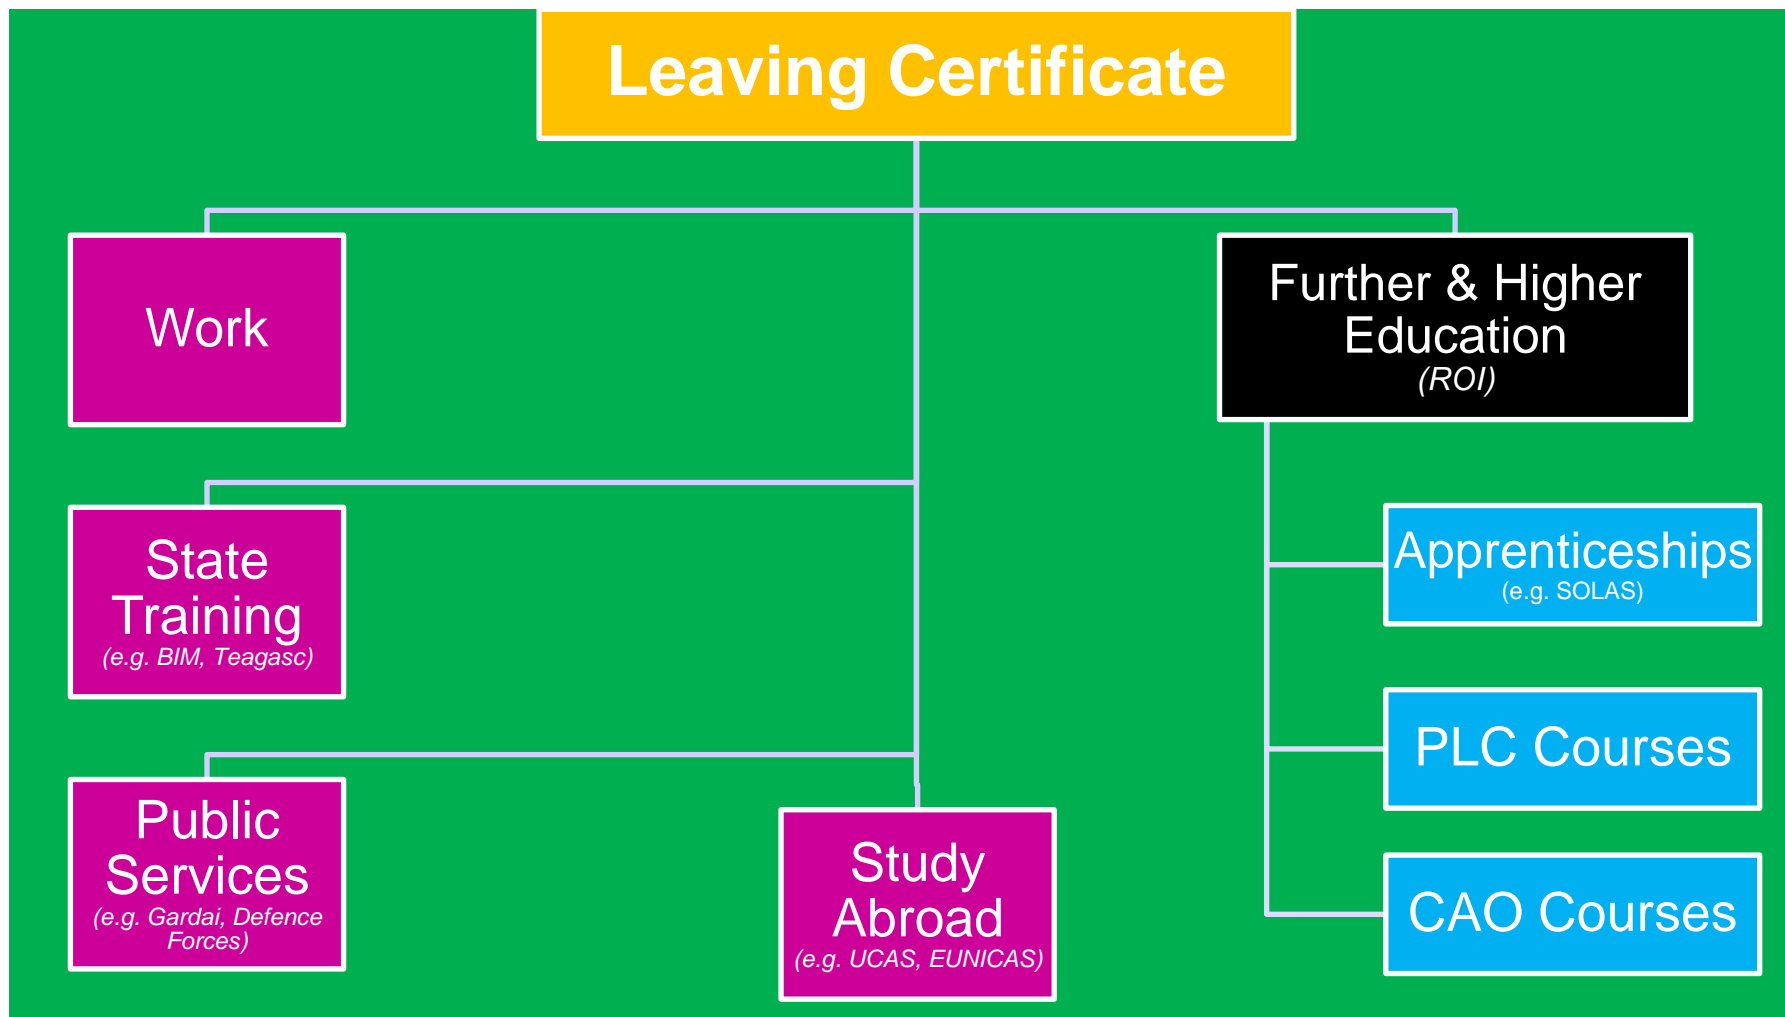 Leaving Certificate
Work
Further & Higher
Education
(ROI)
State
Training
(e.g. BIM, Teagasc)
Apprenticeships
(e.g. SOLAS)
PLC Courses
Public
Services
(e.g. Gardai, Defence
Forces)
Study
Abroad
(e.g. UCAS, EUNICAS)
CAO Courses